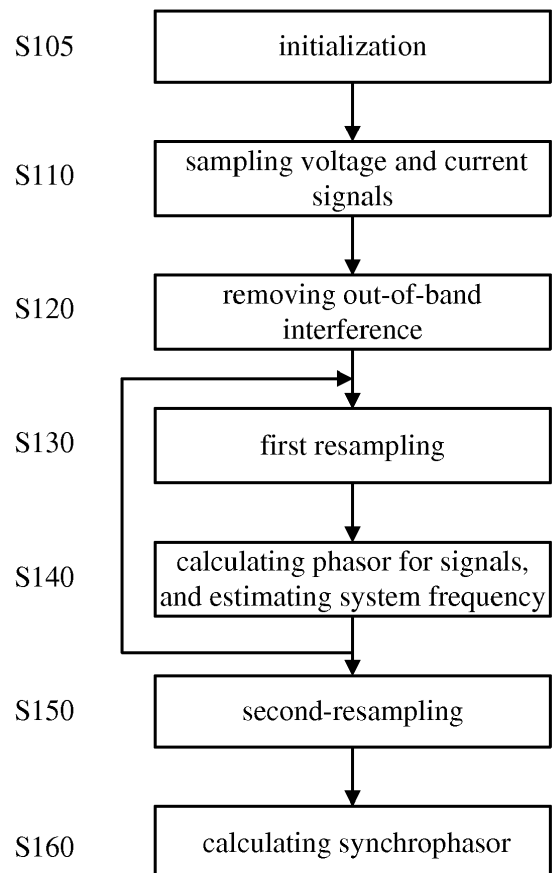 S105
initialization
S110
sampling voltage and current
signals
S120
removing out-of-band
interference
S130
first resampling
S140
calculating phasor for signals,
and estimating system frequency
S150
second-resampling
S160
calculating synchrophasor